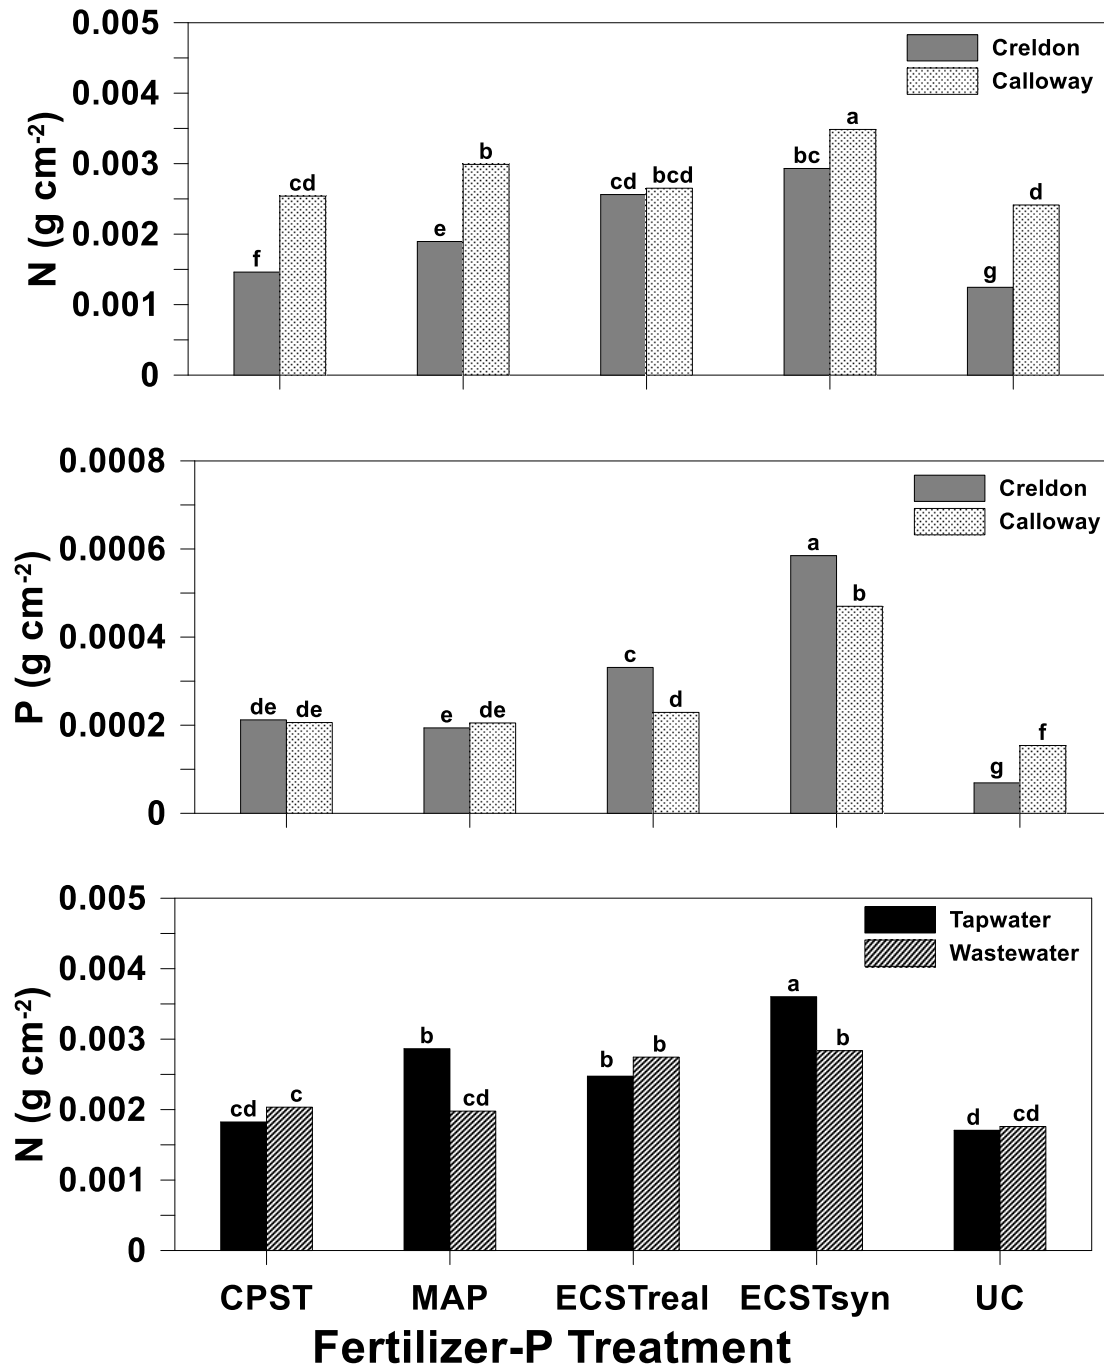 0.005
Creldon
Calloway
0.004
a
b
0.003
cd
bc
cd
bcd
d
e
0.002
f
g
0.001
0
N (g cm-2)
0.0008
Creldon
Calloway
0.0006
a
b
0.0004
c
d
de
de
e
de
0.0002
f
g
0
P (g cm-2)
0.005
Tapwater
Wastewater
0.004
a
0.003
b
b
b
b
cd
c
cd
0.002
d
cd
0.001
0
N (g cm-2)
CPST MAP ECSTreal ECSTsyn UC
Fertilizer-P Treatment